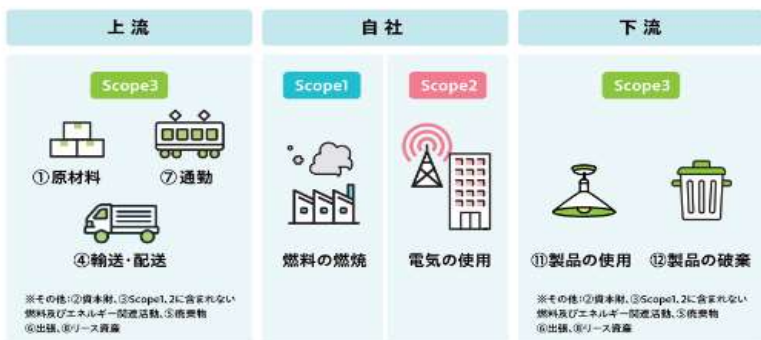 上流
自社
下流
Scope3
Scope1
Scope2
Scope3
①原材料
⑦通勤
④輸送・配送
燃料の燃焼
電気の使用
⑪製品の使用
⑫製品の破棄
※その他:②資本財、③Scope1、2に含まれない
燃料及びエネルギー関連活動、⑤廃棄物
⑥出張、⑧リース資産
※その他:②資本財、③Scope1、2に含まれない
燃料及びエネルギー関連活動、⑤廃棄物
⑥出張、⑧リース資産